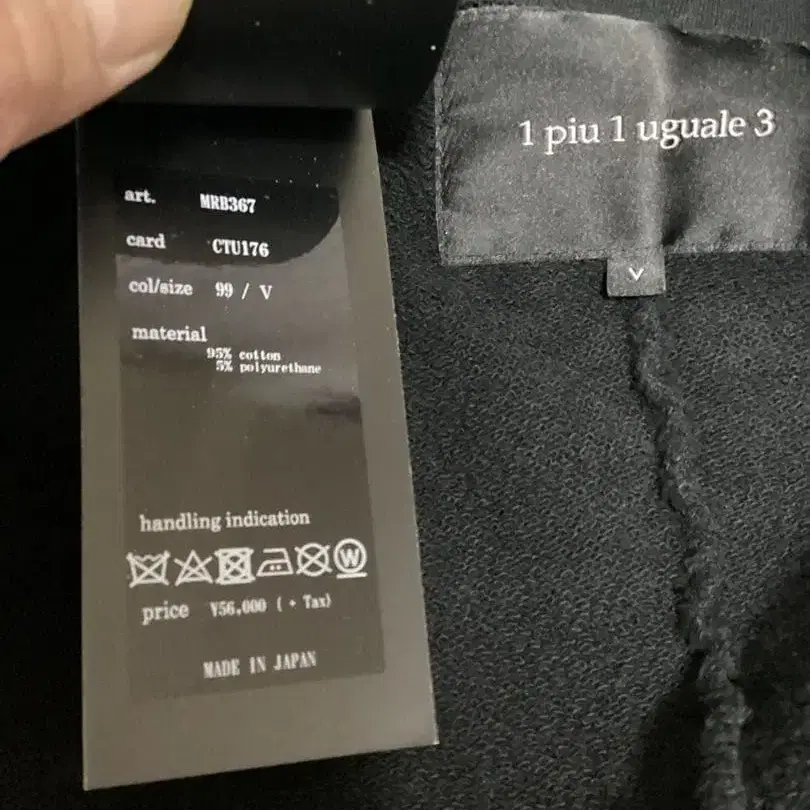 1 piu 1 uguale 3
V
art. MRB367
card CTU176
col/size 99 / V
material
95% cotton
5% polyurethane
handling indication
W
price ¥56,000 ( + Tax)
MADE IN JAPAN